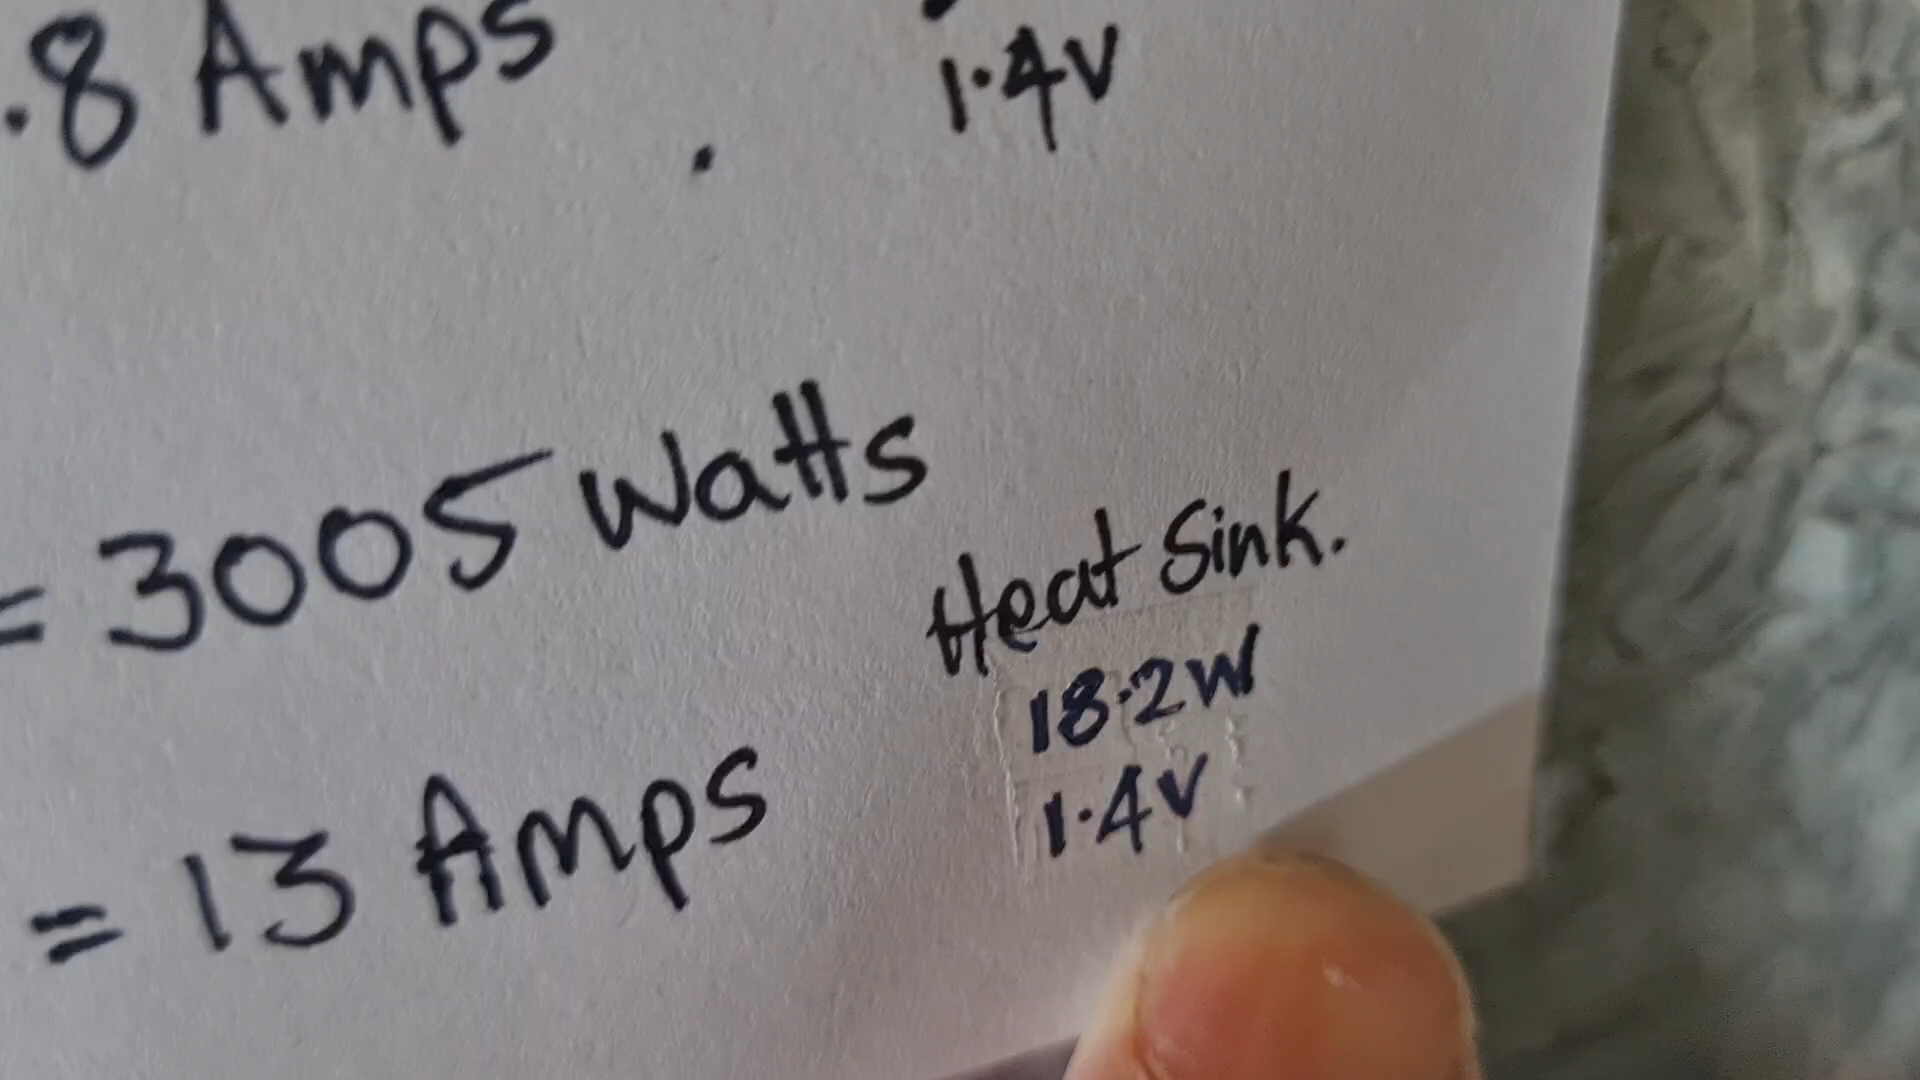 .8 Amps
1.4V
= 3005 Watts
Heat Sink.
18.2W
1.4V
= 13 Amps